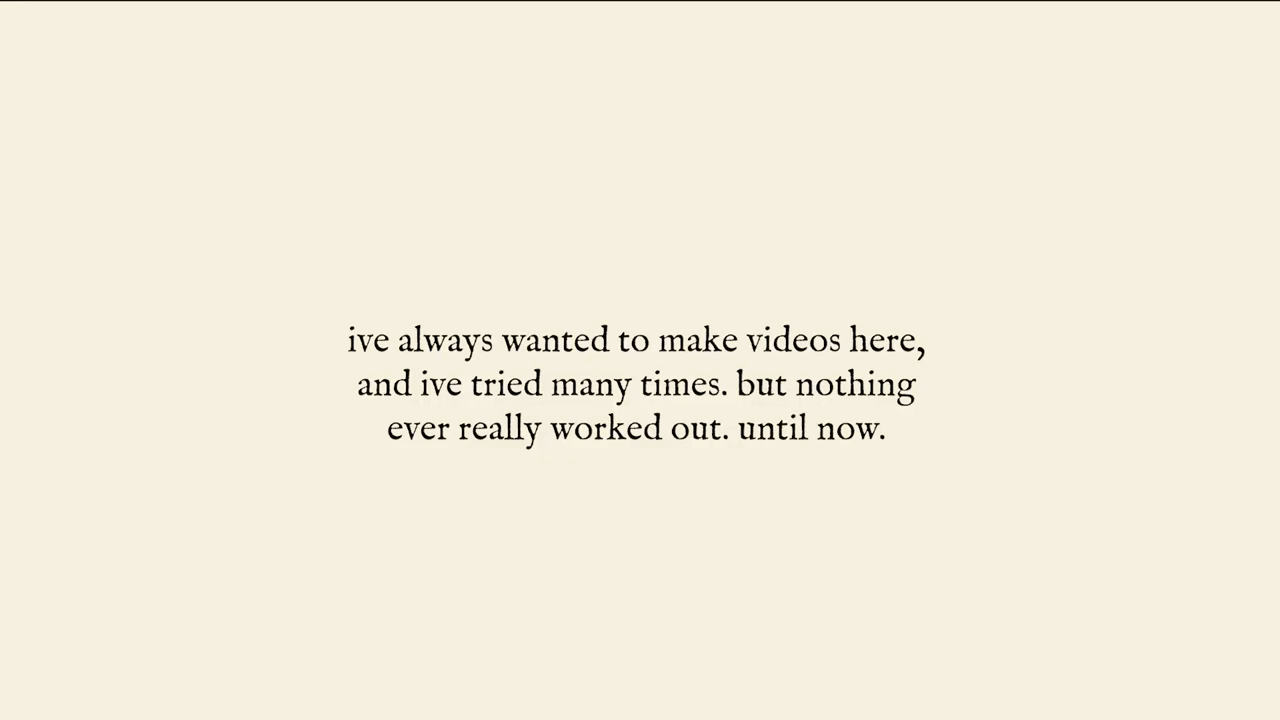 ive always wanted to make videos here,
and ive tried many times. but nothing
ever really worked out. until now.